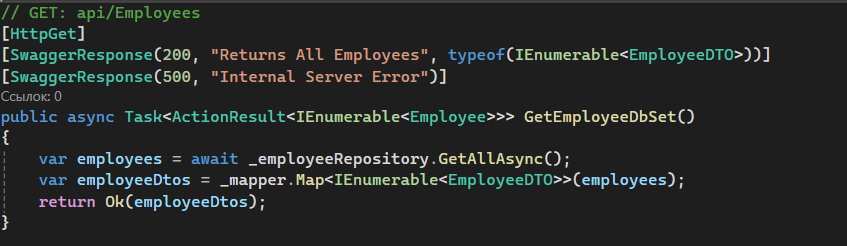 // GET: api/Employees
[HttpGet]
[SwaggerResponse(200, "Returns All Employees", typeof(IEnumerable<EmployeeDTO>))]
[SwaggerResponse(500, "Internal Server Error")]
Ссылок: 0
public async Task<ActionResult<IEnumerable<Employee>>> GetEmployeeDbSet()
{
    var employees = await _employeeRepository.GetAllAsync();
    var employeeDtos = _mapper.Map<IEnumerable<EmployeeDTO>>(employees);
    return Ok(employeeDtos);
}